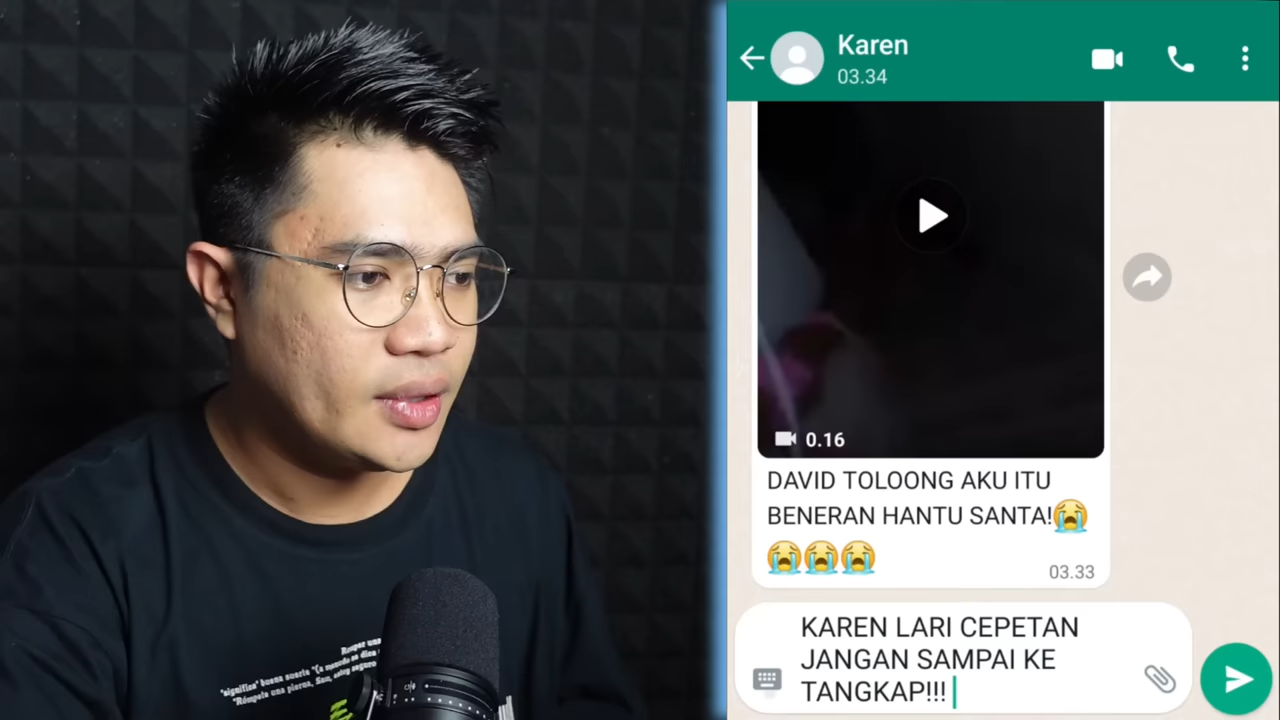 Karen
03.34
0.16
DAVID TOLOONG AKU ITU
BENERAN HANTU SANTA!😭
😭😭😭
03.33
KAREN LARI CEPETAN
JANGAN SAMPAI KE
TANGKAP!!!